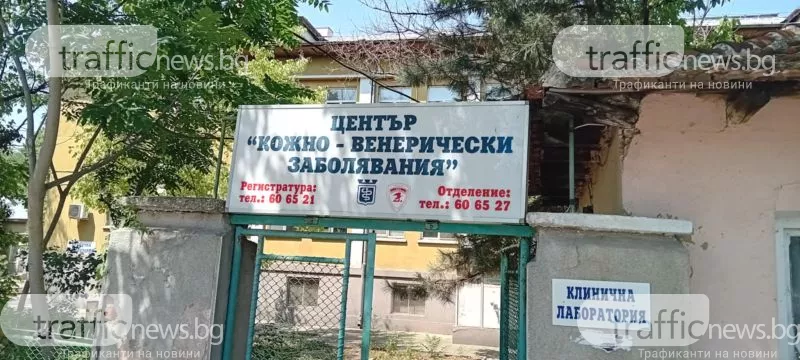 trafficnews.bg
Трафиканти на новини
trafficnews.bg
Трафиканти на новини
ЦЕНТЪР
"КОЖНО - ВЕНЕРИЧЕСКИ
ЗАБОЛЯВАНИЯ"
Регистратура:
тел.: 60 65 21
Отделение:
тел.: 60 65 27
КЛИНИЧНА
ЛАБОРАТОРИЯ
trafficnews.bg
Трафиканти на новини
trafficnews.bg
Трафиканти на новини